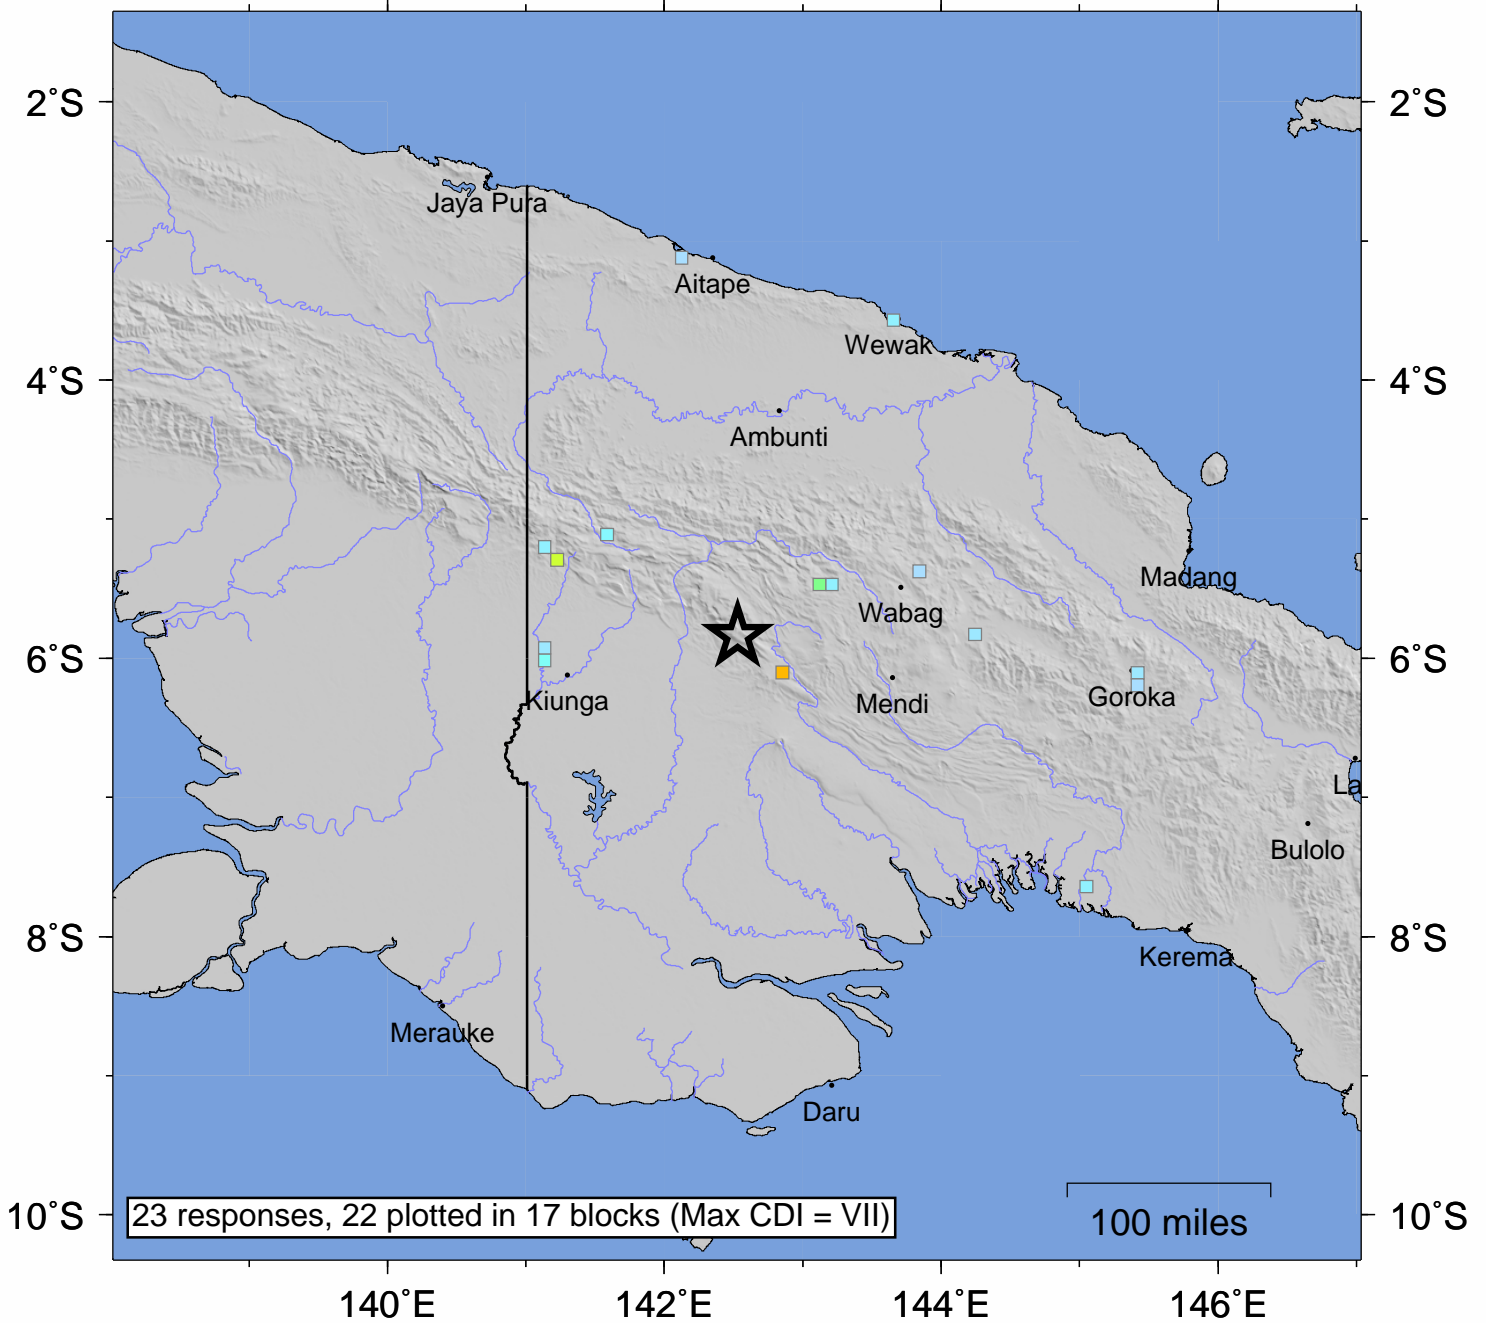 2°S
2°S
Jaya Pura
Aitape
Wewak
4°S
4°S
Ambunti
Madang
Wabag
6°S
6°S
Kiunga
Mendi
Goroka
La
Bulolo
8°S
8°S
Kerema
Merauke
Daru
10°S
23 responses, 22 plotted in 17 blocks (Max CDI = VII)
100 miles
10°S
140°E
142°E
144°E
146°E